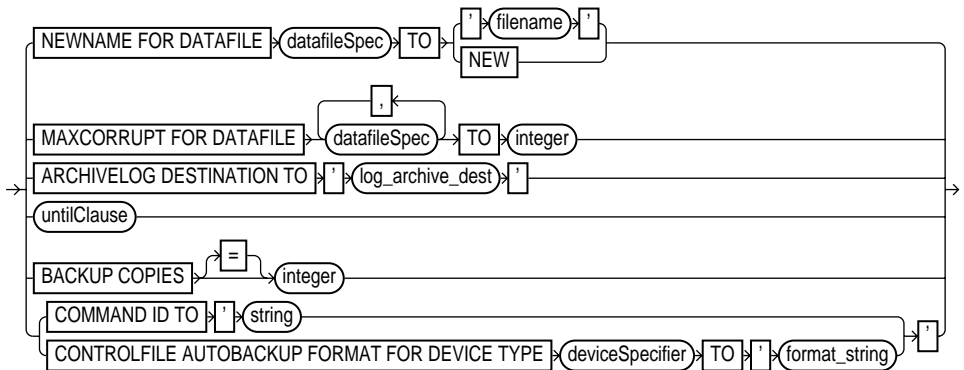 ' filename '
NEWNAME FOR DATAFILE datafileSpec TO
NEW
,
MAXCORRUPT FOR DATAFILE datafileSpec TO integer
ARCHIVELOG DESTINATION TO ' log_archive_dest '
untilClause
=
BACKUP COPIES integer
COMMAND ID TO ' string
'
CONTROLFILE AUTOBACKUP FORMAT FOR DEVICE TYPE deviceSpecifier TO ' format_string